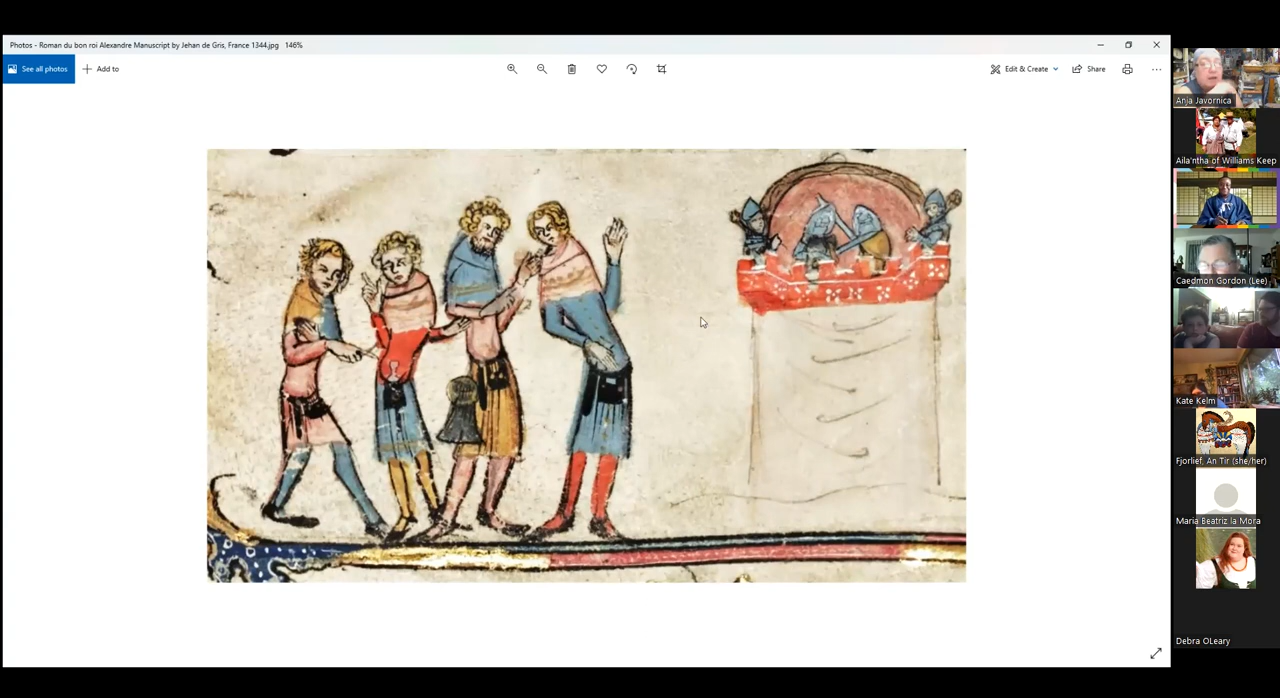 Photos - Roman du bon roi Alexandre Manuscript by Jehan de Gris, France 1344.jpg 146%
See all photos
Add to
Edit & Create
Share
Anja Javornica
Aila'ntha of Williams Keep
Caedmon Gordon (Lee)
Kate Kelm
Fjorlief, An Tir (she/her)
Maria Beatriz la Mora
Debra OLeary